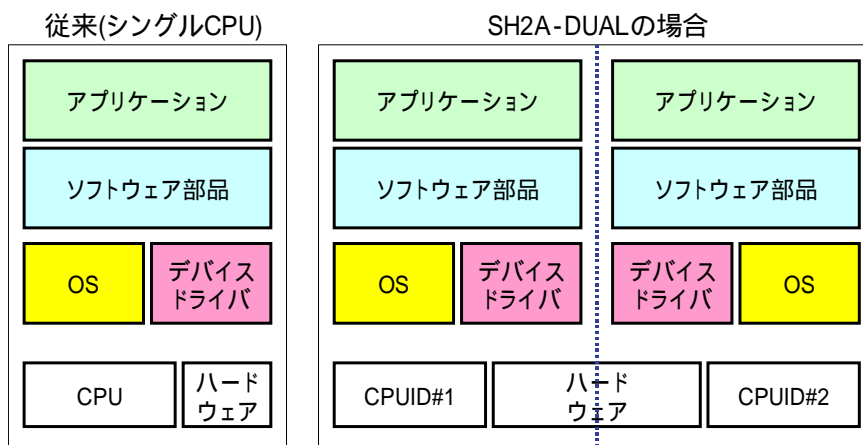 従来(シングルCPU)
アプリケーション
ソフトウェア部品
OS
デバイス
ドライバ
CPU
ハード
ウェア
SH2A-DUALの場合
アプリケーション
アプリケーション
ソフトウェア部品
ソフトウェア部品
OS
デバイス
ドライバ
デバイス
ドライバ
OS
CPUID#1
ハード
ウェア
CPUID#2